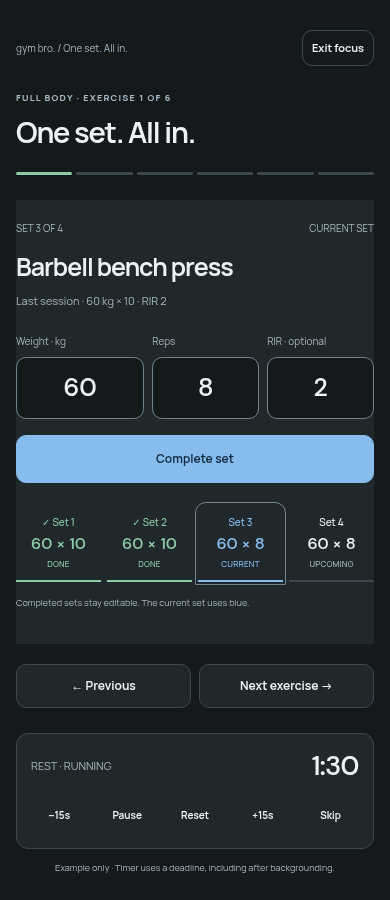 gym bro. / One set. All in.
Exit focus
FULL BODY · EXERCISE 1 OF 6
One set. All in.
SET 3 OF 4
CURRENT SET
Barbell bench press
Last session · 60 kg × 10 · RIR 2
Weight · kg
Reps
RIR · optional
60
8
2
Complete set
✓ Set 1
✓ Set 2
Set 3
Set 4
60 × 10
60 × 10
60 × 8
60 × 8
DONE
DONE
CURRENT
UPCOMING
Completed sets stay editable. The current set uses blue.
← Previous
Next exercise →
REST · RUNNING
1:30
−15s
Pause
Reset
+15s
Skip
Example only · Timer uses a deadline, including after backgrounding.